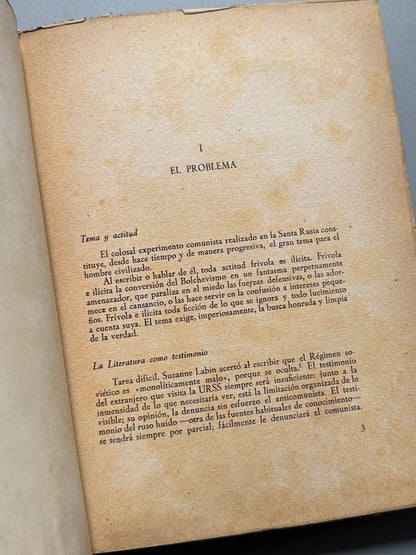 I
EL PROBLEMA
Tema y actitud
El colosal experimento comunista realizado en la Santa Rusia cons-
tituye, desde hace tiempo y de manera progresiva, el gran tema para el
hombre civilizado.
Al escribir o hablar de él, toda actitud frívola es ilícita. Frívola
e ilícita la conversión del Bolchevismo en un fantasma perpetuamente
amenazador, que paraliza en el miedo las fuerzas defensivas, o las ador-
mece en el cansancio, o las hace servir en la confusión a intereses peque-
ños. Frívola e ilícita toda ficción de lo que se ignora y todo lucimiento
a cuenta suya. El tema exige, imperiosamente, la busca honrada y limpia
de la verdad.
La Literatura como testimonio
Tarea difícil. Suzanne Labin acertó al escribir que el Régimen so-
viético es «monolíticamente malo», porque se oculta.¹ El testimonio
del extranjero que visita la URSS siempre será insuficiente: junto a la
inmensidad de lo que necesitaría ver, está la limitación organizada de lo
visible; su opinión, la denuncia sin esfuerzo el anticomunista. El testi-
monio del ruso huído —otra de las fuentes habituales de conocimiento—
se tendrá siempre por parcial; fácilmente le denunciará el comunista.
3